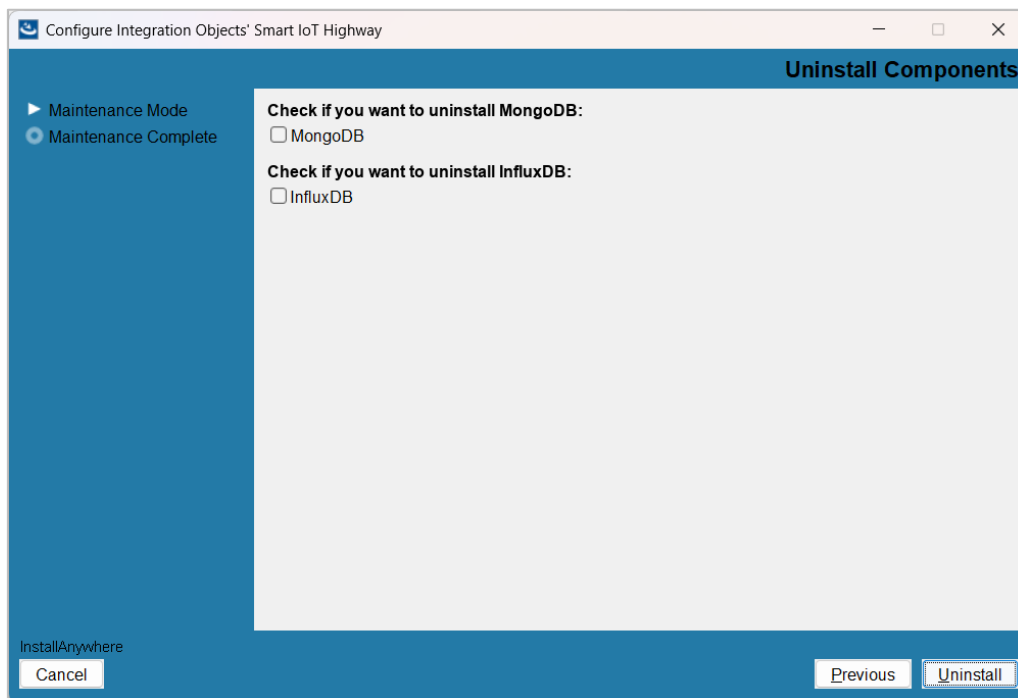 Configure Integration Objects' Smart IoT Highway
Uninstall Components
Maintenance Mode
Maintenance Complete
Check if you want to uninstall MongoDB:
MongoDB
Check if you want to uninstall InfluxDB:
InfluxDB
InstallAnywhere
Cancel
Previous
Uninstall